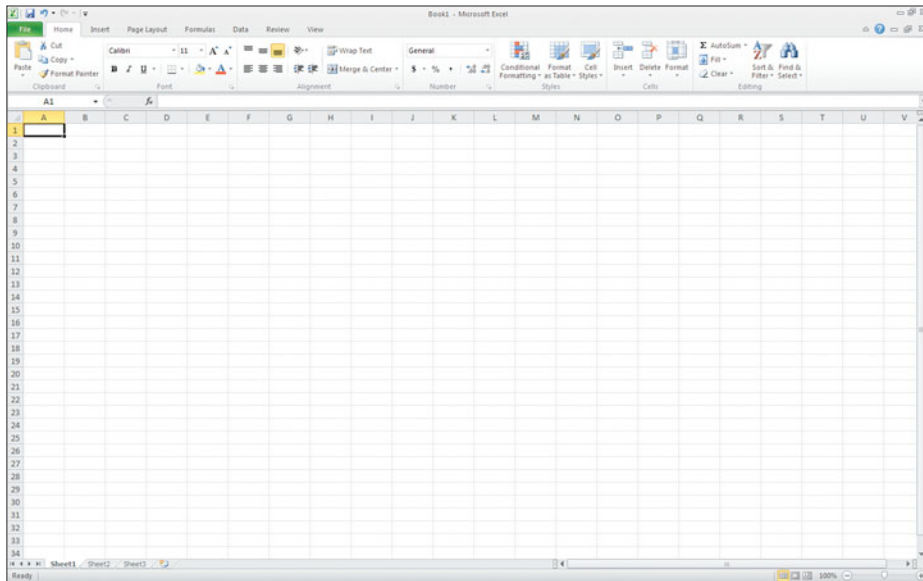 Book1 - Microsoft Excel
File Home Insert Page Layout Formulas Data Review View
Paste
Cut
Copy
Format Painter
Clipboard
Calibri 11
B I U
Font
Wrap Text
Merge & Center
Alignment
General
$ % ,
Number
Conditional Formatting
Format as Table
Cell Styles
Styles
Insert Delete Format
Cells
AutoSum
Fill
Clear
Sort & Filter
Find & Select
Editing
A1 fx
A B C D E F G H I J K L M N O P Q R S T U V
1
2
3
4
5
6
7
8
9
10
11
12
13
14
15
16
17
18
19
20
21
22
23
24
25
26
27
28
29
30
31
32
33
34
Sheet1 Sheet2 Sheet3
Ready 100%